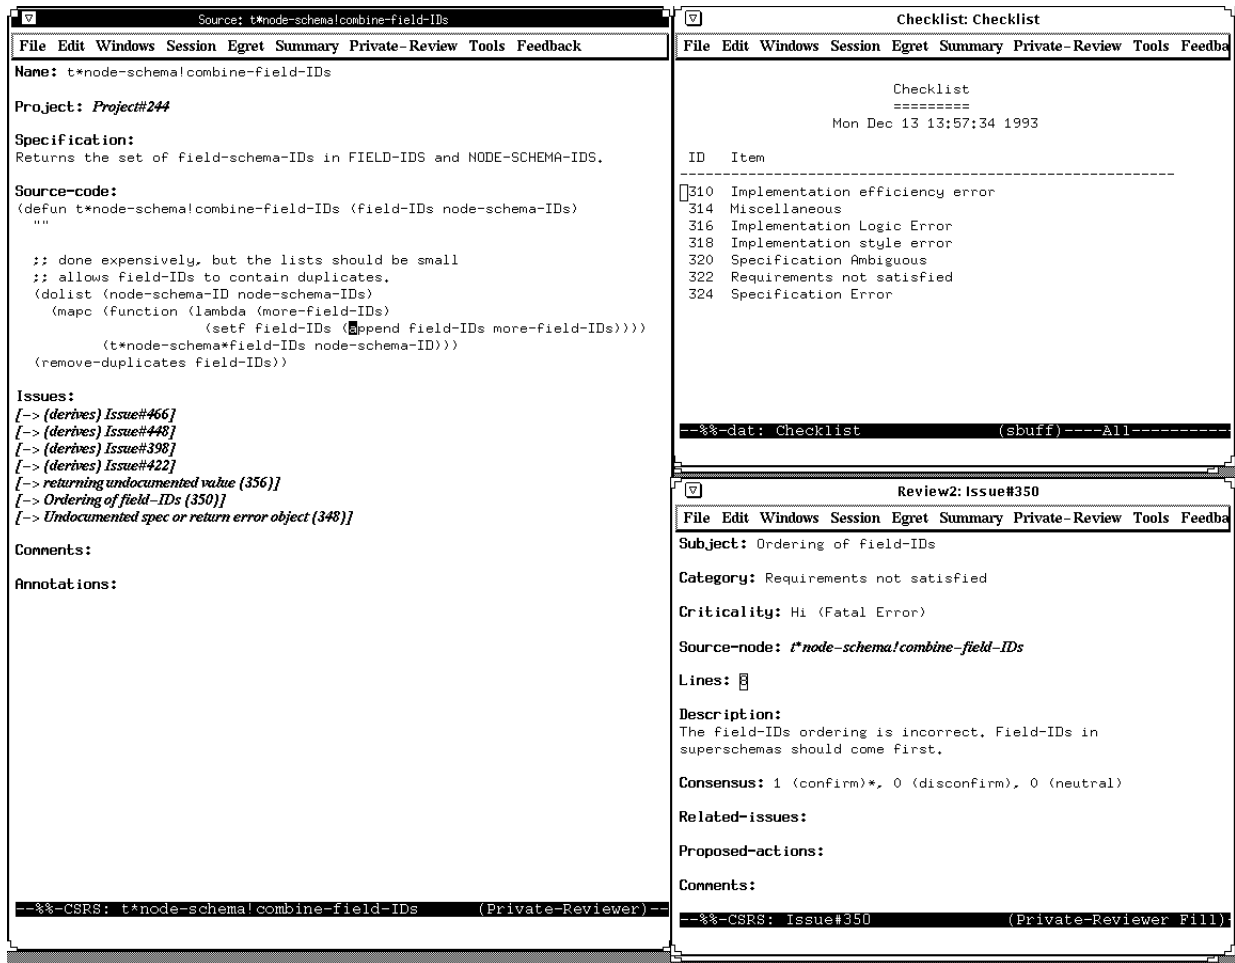 Source: t*node-schema!combine-field-IDs
File Edit Windows Session Egret Summary Private-Review Tools Feedback
Name: t*node-schema!combine-field-IDs
Project: Project#244
Specification:
Returns the set of field-schema-IDs in FIELD-IDS and NODE-SCHEMA-IDS.
Source-code:
(defun t*node-schema!combine-field-IDs (field-IDs node-schema-IDs)
""
;; done expensively, but the lists should be small
;; allows field-IDs to contain duplicates.
(dolist (node-schema-ID node-schema-IDs)
(mapc (function (lambda (more-field-IDs)
(setf field-IDs (append field-IDs more-field-IDs))))
(t*node-schema*field-IDs node-schema-ID)))
(remove-duplicates field-IDs))
Issues:
[-> (derives) Issue#466]
[-> (derives) Issue#448]
[-> (derives) Issue#398]
[-> (derives) Issue#422]
[-> returning undocumented value (356)]
[-> Ordering of field-IDs (350)]
[-> Undocumented spec or return error object (348)]
Comments:
Annotations:
--%%-CSRS: t*node-schema!combine-field-IDs (Private-Reviewer)--
Checklist: Checklist
File Edit Windows Session Egret Summary Private-Review Tools Feedba
Checklist
=========
Mon Dec 13 13:57:34 1993
ID Item
---------------------------------------------------------
310 Implementation efficiency error
314 Miscellaneous
316 Implementation Logic Error
318 Implementation style error
320 Specification Ambiguous
322 Requirements not satisfied
324 Specification Error
--%%-dat: Checklist (sbuff)----All-----------
Review2: Issue#350
File Edit Windows Session Egret Summary Private-Review Tools Feedba
Subject: Ordering of field-IDs
Category: Requirements not satisfied
Criticality: Hi (Fatal Error)
Source-node: t*node-schema!combine-field-IDs
Lines: 8
Description:
The field-IDs ordering is incorrect. Field-IDs in
superschemas should come first.
Consensus: 1 (confirm)*, 0 (disconfirm), 0 (neutral)
Related-issues:
Proposed-actions:
Comments:
--%%-CSRS: Issue#350 (Private-Reviewer Fill)-